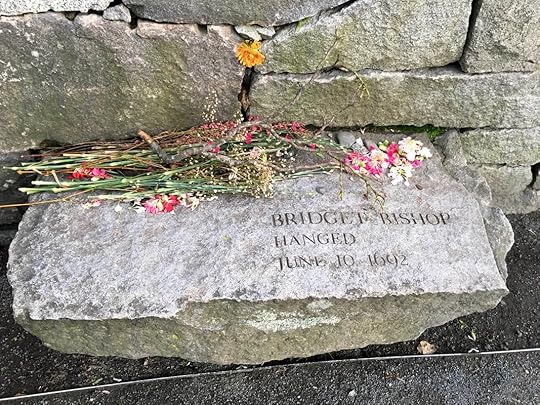 BRIDGET BISHOP
HANGED
JUNE 10, 1692